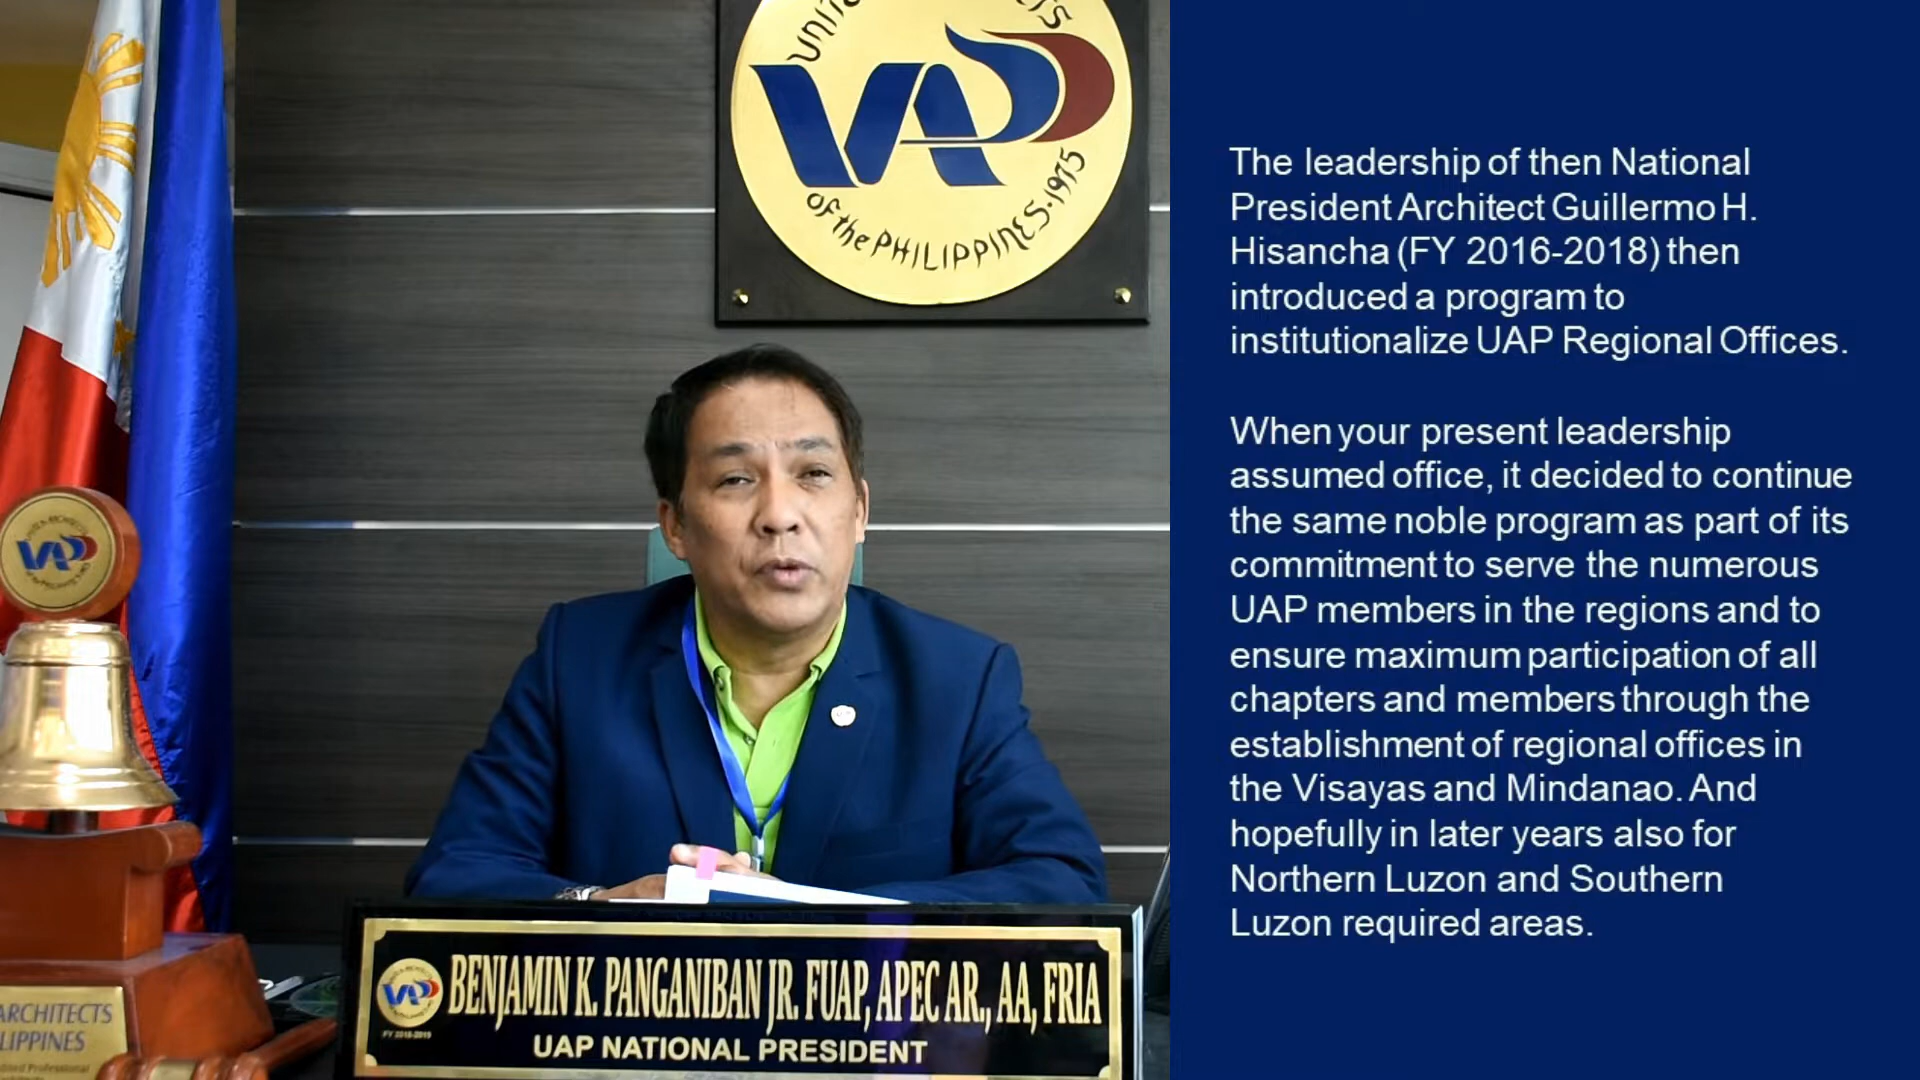 of the PHILIPPINES • 1975
UAP
ARCHITECTS
BENJAMIN K. PANGANIBAN JR. FUAP, APEC AR., AA, FRIA
FY 2018-2019
UAP NATIONAL PRESIDENT
The leadership of then National
President Architect Guillermo H.
Hisancha (FY 2016-2018) then
introduced a program to
institutionalize UAP Regional Offices.
When your present leadership
assumed office, it decided to continue
the same noble program as part of its
commitment to serve the numerous
UAP members in the regions and to
ensure maximum participation of all
chapters and members through the
establishment of regional offices in
the Visayas and Mindanao. And
hopefully in later years also for
Northern Luzon and Southern
Luzon required areas.